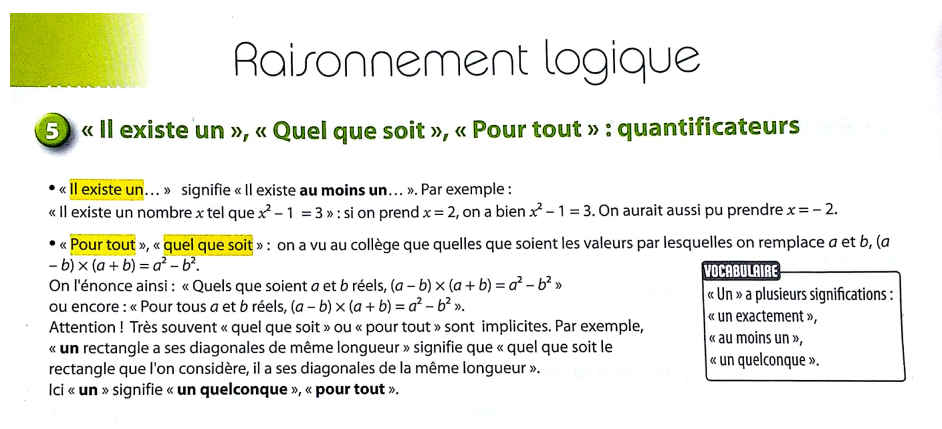 Raisonnement logique
5 « Il existe un », « Quel que soit », « Pour tout » : quantificateurs
• « Il existe un… » signifie « Il existe au moins un… ». Par exemple :
« Il existe un nombre x tel que x² – 1 = 3 » : si on prend x = 2, on a bien x² – 1 = 3. On aurait aussi pu prendre x = – 2.
• « Pour tout », « quel que soit » : on a vu au collège que quelles que soient les valeurs par lesquelles on remplace a et b, (a
– b) × (a + b) = a² – b².
On l'énonce ainsi : « Quels que soient a et b réels, (a – b) × (a + b) = a² – b² »
ou encore : « Pour tous a et b réels, (a – b) × (a + b) = a² – b² ».
Attention ! Très souvent « quel que soit » ou « pour tout » sont implicites. Par exemple,
« un rectangle a ses diagonales de même longueur » signifie que « quel que soit le
rectangle que l'on considère, il a ses diagonales de la même longueur ».
Ici « un » signifie « un quelconque », « pour tout ».
VOCABULAIRE
« Un » a plusieurs significations :
« un exactement »,
« au moins un »,
« un quelconque ».